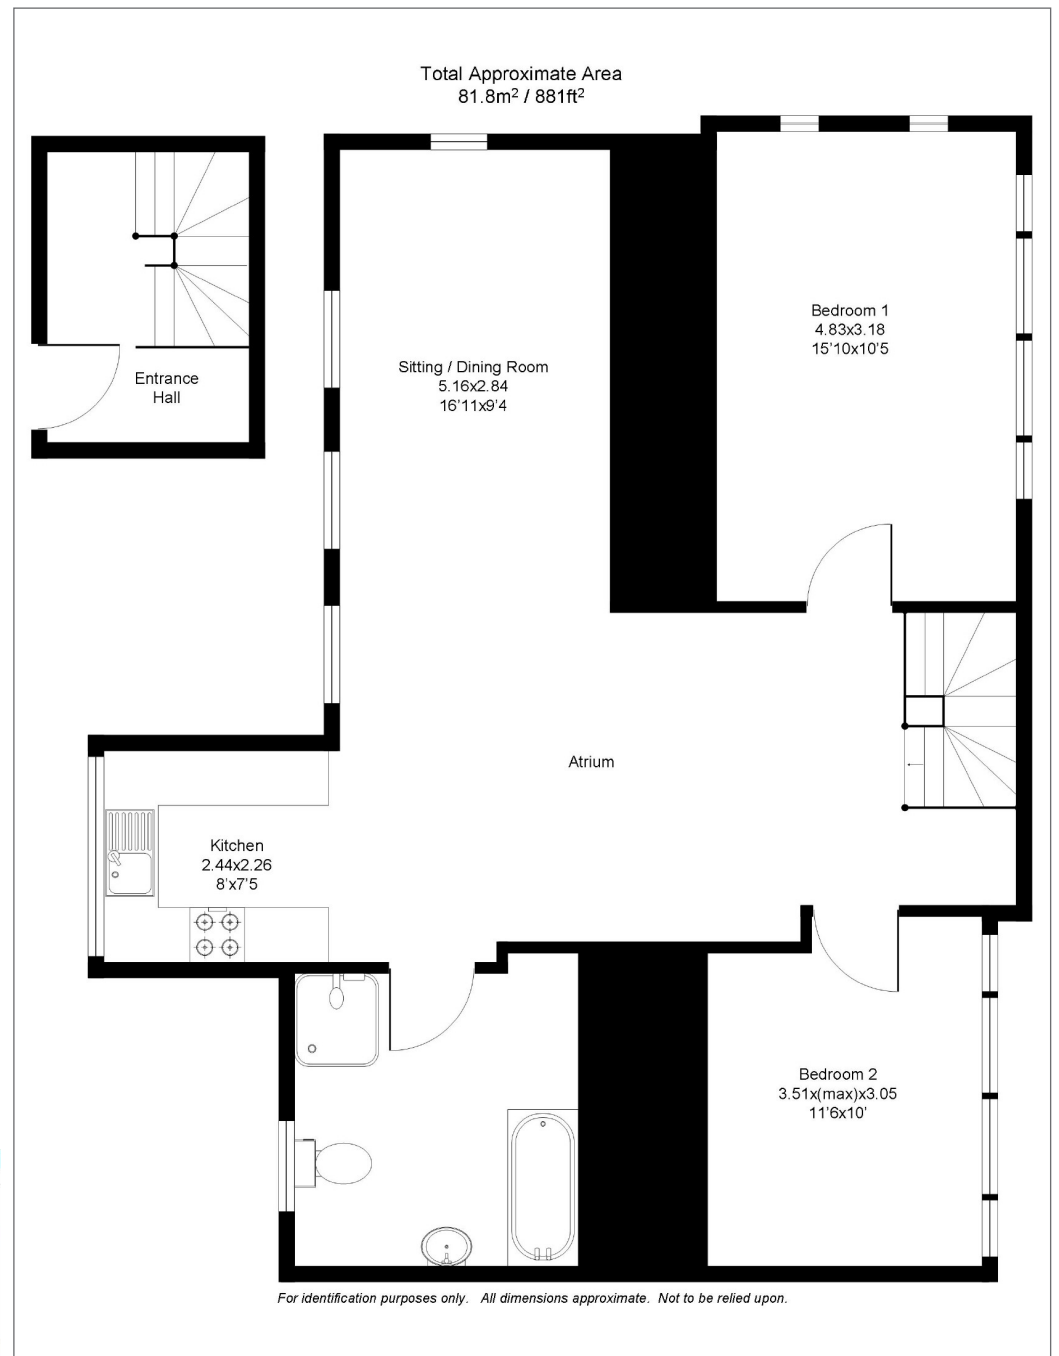 Total Approximate Area
81.8m² / 881ft²
Entrance
Hall
Sitting / Dining Room
5.16x2.84
16'11x9'4
Bedroom 1
4.83x3.18
15'10x10'5
Atrium
Kitchen
2.44x2.26
8'x7'5
Bedroom 2
3.51x(max)x3.05
11'6x10'
For identification purposes only. All dimensions approximate. Not to be relied upon.